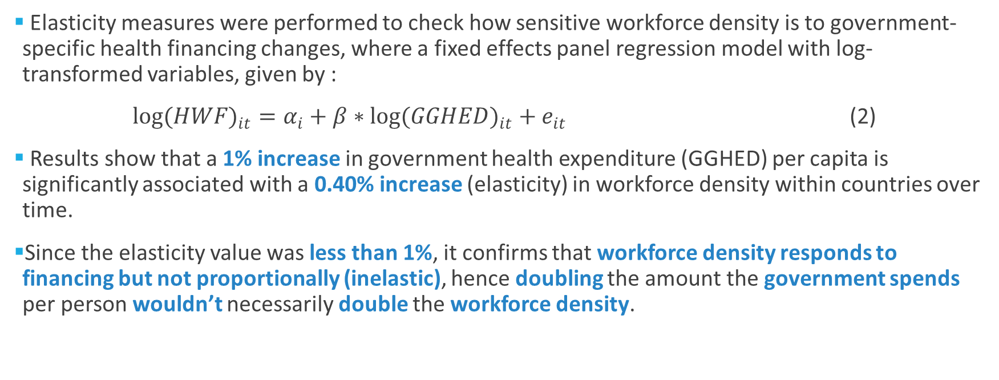 ▪ Elasticity measures were performed to check how sensitive workforce density is to government-
specific health financing changes, where a fixed effects panel regression model with log-
transformed variables, given by :
log(HWF)_{it} = α_i + β * log(GGHED)_{it} + e_{it} (2)
▪ Results show that a 1% increase in government health expenditure (GGHED) per capita is
significantly associated with a 0.40% increase (elasticity) in workforce density within countries over
time.
▪Since the elasticity value was less than 1%, it confirms that workforce density responds to
financing but not proportionally (inelastic), hence doubling the amount the government spends
per person wouldn’t necessarily double the workforce density.